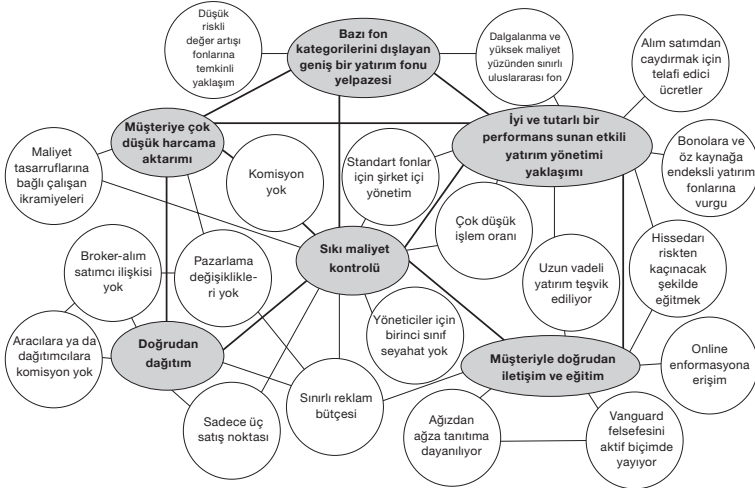 Düşük
riskli
değer artışı
fonlarına
temkinli
yaklaşım
Bazı fon
kategorilerini dışlayan
geniş bir yatırım fonu
yelpazesi
Dalgalanma ve
yüksek maliyet
yüzünden sınırlı
uluslararası fon
Alım satımdan
caydırmak için
telafi edici
ücretler
Müşteriye çok
düşük harcama
aktarımı
İyi ve tutarlı bir
performans sunan etkili
yatırım yönetimi
yaklaşımı
Maliyet
tasarruflarına
bağlı çalışan
ikramiyeleri
Komisyon
yok
Standart fonlar
için şirket içi
yönetim
Bonolara ve
öz kaynağa
endeksli yatırım
fonlarına
vurgu
Çok düşük
işlem oranı
Broker-alım
satımcı ilişkisi
yok
Pazarlama
değişiklikle-
ri yok
Sıkı maliyet
kontrolü
Uzun vadeli
yatırım teşvik
ediliyor
Hissedarı
riskten
kaçınacak
şekilde
eğitmek
Aracılara ya da
dağıtımcılara
komisyon yok
Doğrudan
dağıtım
Yöneticiler için
birinci sınıf
seyahat yok
Müşteriyle doğrudan
iletişim ve eğitim
Online
enformasyona
erişim
Sadece üç
satış noktası
Sınırlı reklam
bütçesi
Ağızdan
ağza tanıtıma
dayanılıyor
Vanguard
felsefesini
aktif biçimde
yayıyor